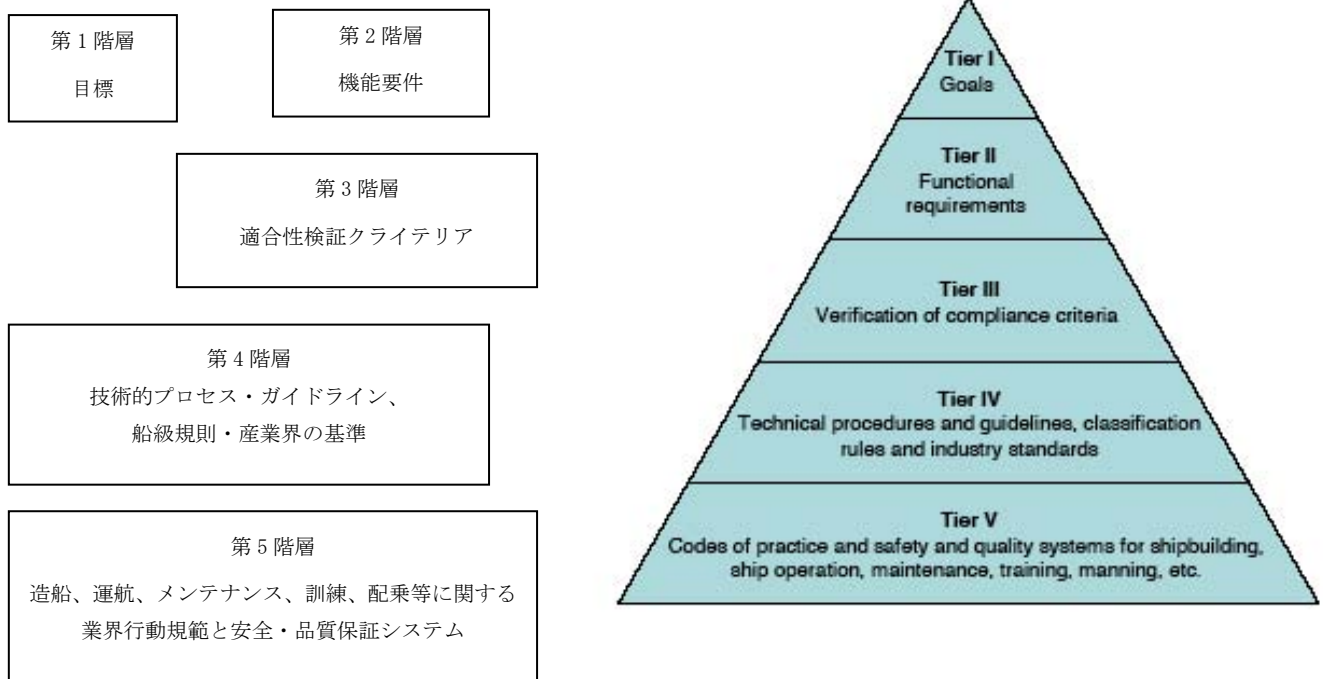 第1階層
目標
第2階層
機能要件
第3階層
適合性検証クライテリア
第4階層
技術的プロセス・ガイドライン、
船級規則・産業界の基準
第5階層
造船、運航、メンテナンス、訓練、配乗等に関する
業界行動規範と安全・品質保証システム
Tier I
Goals
Tier II
Functional
requirements
Tier III
Verification of compliance criteria
Tier IV
Technical procedures and guidelines, classification
rules and industry standards
Tier V
Codes of practice and safety and quality systems for shipbuilding,
ship operation, maintenance, training, manning, etc.